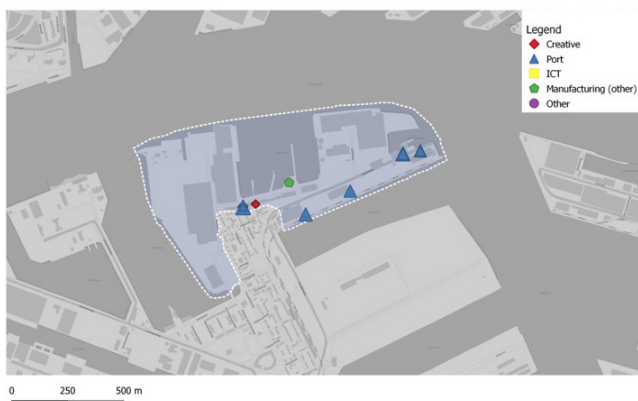 Legend
Creative
Port
ICT
Manufacturing (other)
Other
0 250 500 m